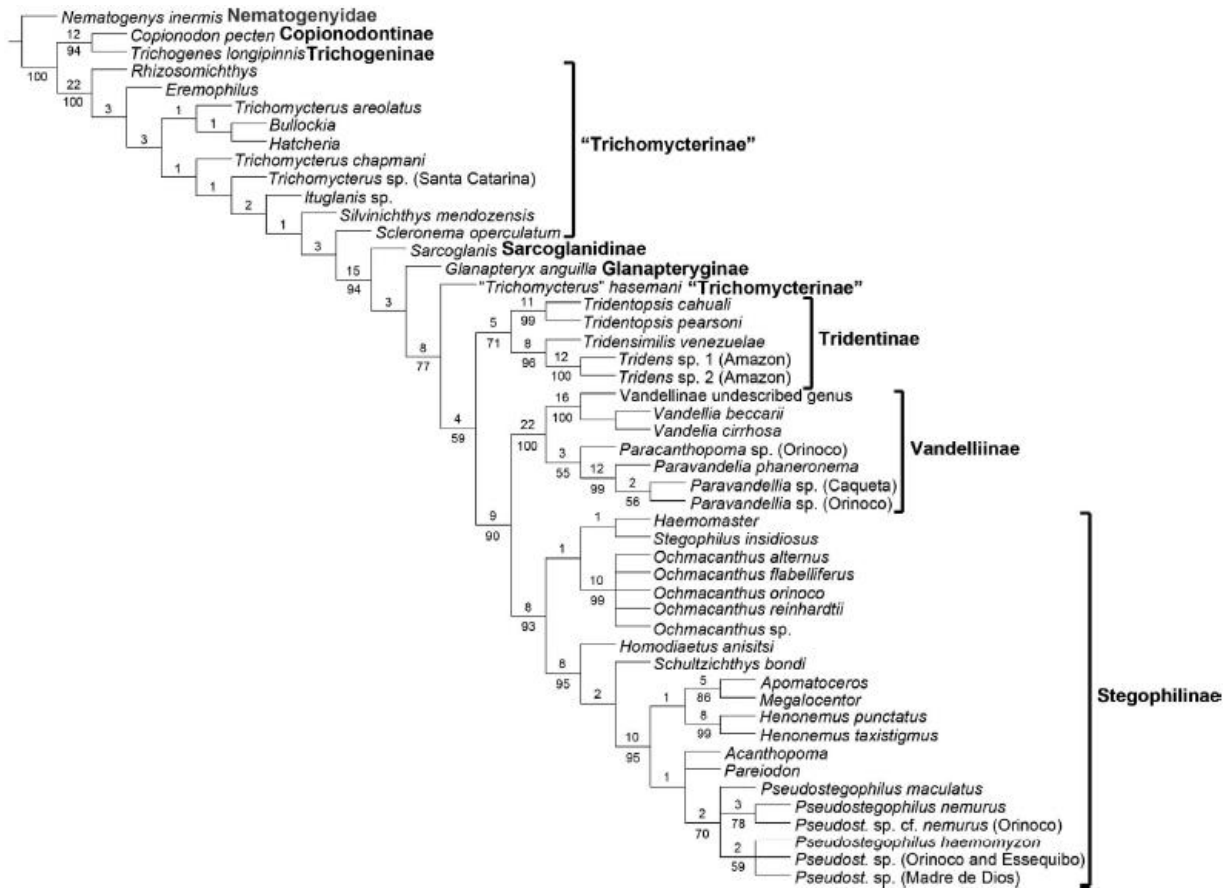 Nematogenys inermis Nematogenyidae
12
Copionodon pecten Copionodontinae
94
Trichogenes longipinnis Trichogeninae
100
22
Rhizosomichthys
100
Eremophilus
3
1
Trichomycterus areolatus
1
Bullockia
3
Hatcheria
"Trichomycterinae"
Trichomycterus chapmani
1
1
Trichomycterus sp. (Santa Catarina)
2
Ituglanis sp.
1
Silvinichthys mendozensis
3
Scleronema operculatum
Sarcoglanis Sarcoglanidinae
15
94
Glanapteryx anguilla Glanapteryginae
3
"Trichomycterus" hasemani "Trichomycterinae"
11
Tridentopsis cahuali
5
99
Tridentopsis pearsoni
71
8
Tridensimilis venezuelae
Tridentinae
8
96
12
Tridens sp. 1 (Amazon)
77
100
Tridens sp. 2 (Amazon)
16
Vandellinae undescribed genus
100
Vandellia beccarii
4
22
Vandelia cirrhosa
59
100
3
Paracanthopoma sp. (Orinoco)
Vandelliinae
55
12
Paravandelia phaneronema
99
2
Paravandellia sp. (Caqueta)
56
Paravandellia sp. (Orinoco)
9
1
Haemomaster
90
Stegophilus insidiosus
1
Ochmacanthus alternus
10
Ochmacanthus flabelliferus
99
Ochmacanthus orinoco
8
Ochmacanthus reinhardtii
93
Ochmacanthus sp.
Homodiaetus anisitsi
8
Schultzichthys bondi
95
2
5
Apomatoceros
1
86
Megalocentor
Stegophilinae
8
Henonemus punctatus
10
99
Henonemus taxistigmus
95
Acanthopoma
1
Pareiodon
Pseudostegophilus maculatus
2
3
Pseudostegophilus nemurus
70
78
Pseudost. sp. cf. nemurus (Orinoco)
2
Pseudostegophilus haemomyzon
59
Pseudost. sp. (Orinoco and Essequibo)
Pseudost. sp. (Madre de Dios)